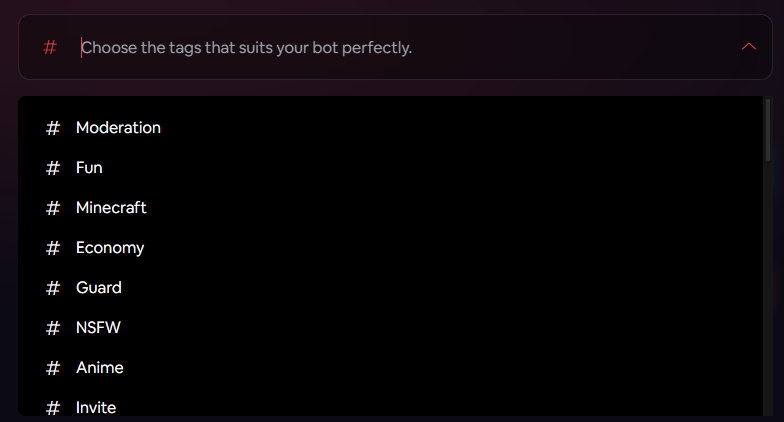 # Choose the tags that suits your bot perfectly.
# Moderation
# Fun
# Minecraft
# Economy
# Guard
# NSFW
# Anime
# Invite